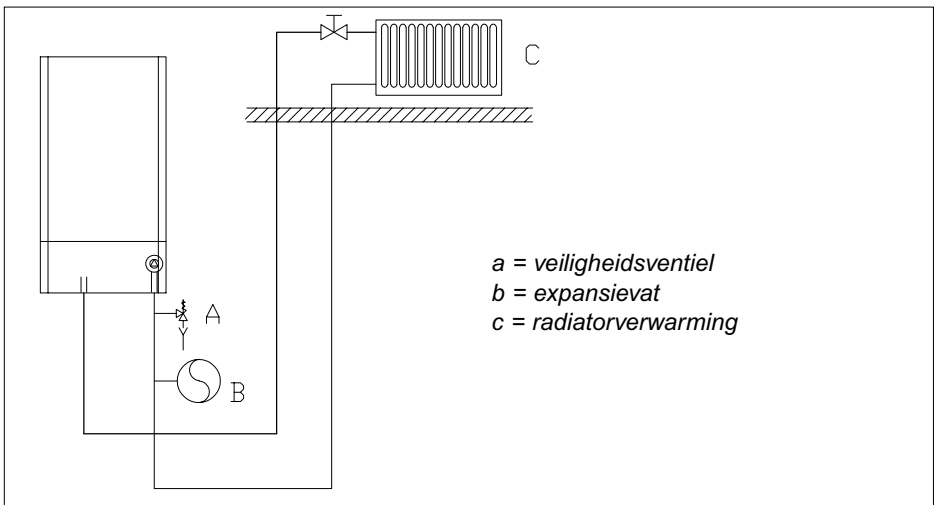 C
A
B
a = veiligheidsventiel
b = expansievat
c = radiatorverwarming